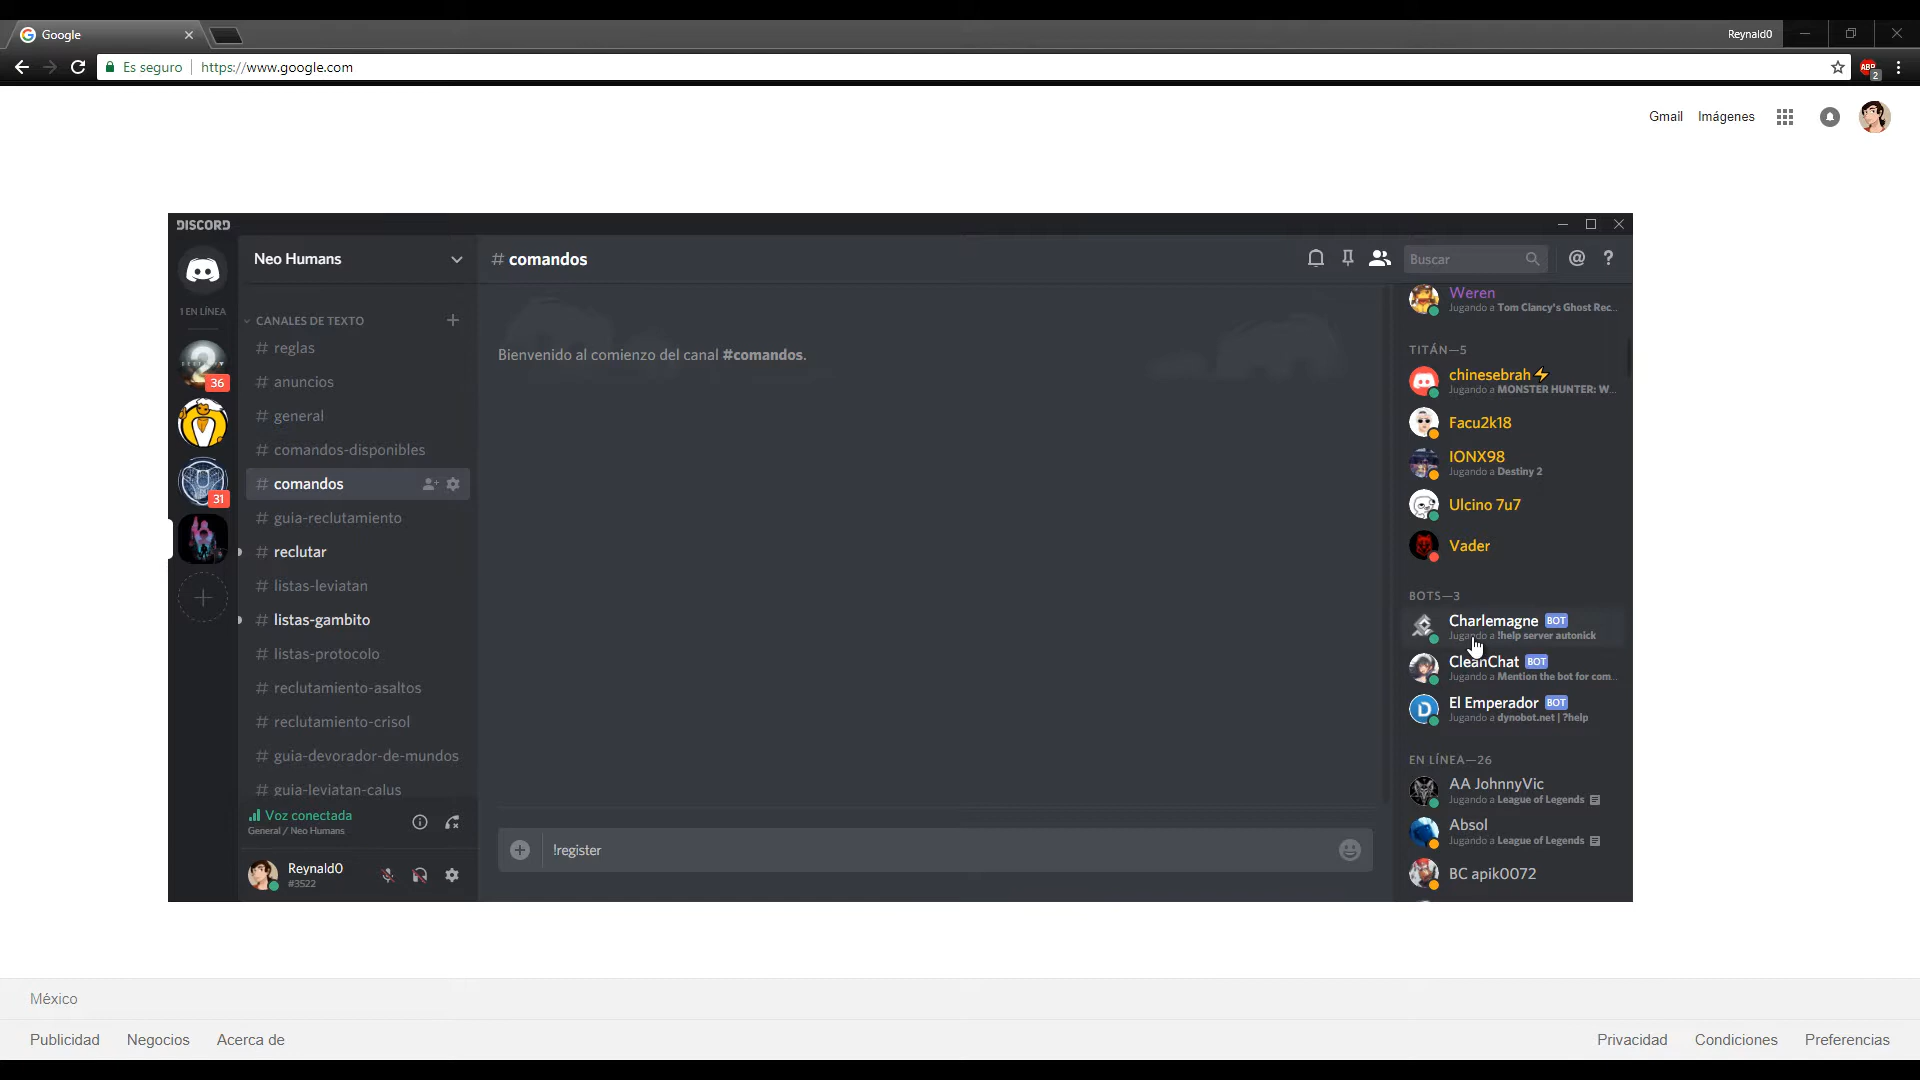 Google
Reynald0
Es seguro
https://www.google.com
ABP
2
Gmail
Imágenes
DISCORD
Neo Humans
# comandos
Buscar
@
?
1 EN LÍNEA
36
31
CANALES DE TEXTO
# reglas
# anuncios
# general
# comandos-disponibles
# comandos
# guia-reclutamiento
# reclutar
# listas-leviatan
# listas-gambito
# listas-protocolo
# reclutamiento-asaltos
# reclutamiento-crisol
# guia-devorador-de-mundos
# guia-leviatan-calus
Voz conectada
General / Neo Humans
Reynald0
#3522
Bienvenido al comienzo del canal #comandos.
!register
Weren
Jugando a Tom Clancy's Ghost Rec...
TITÁN—5
chinesebrah
Jugando a MONSTER HUNTER: W...
Facu2k18
IONX98
Jugando a Destiny 2
Ulcino 7u7
Vader
BOTS—3
Charlemagne BOT
Jugando a !help server autonick
CleanChat BOT
Jugando a Mention the bot for com...
El Emperador BOT
Jugando a dynobot.net | ?help
EN LÍNEA—26
AA JohnnyVic
Jugando a League of Legends
Absol
Jugando a League of Legends
BC apik0072
México
Publicidad
Negocios
Acerca de
Privacidad
Condiciones
Preferencias